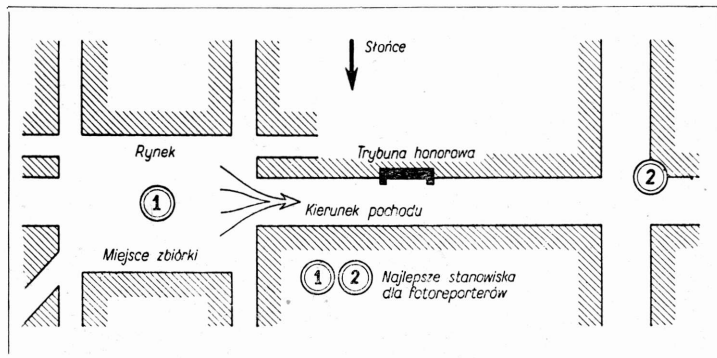 Słońce
Rynek
Trybuna honorowa
2
1
Kierunek pochodu
Miejsce zbiórki
1 2 Najlepsze stanowiska
dla fotoreporterów